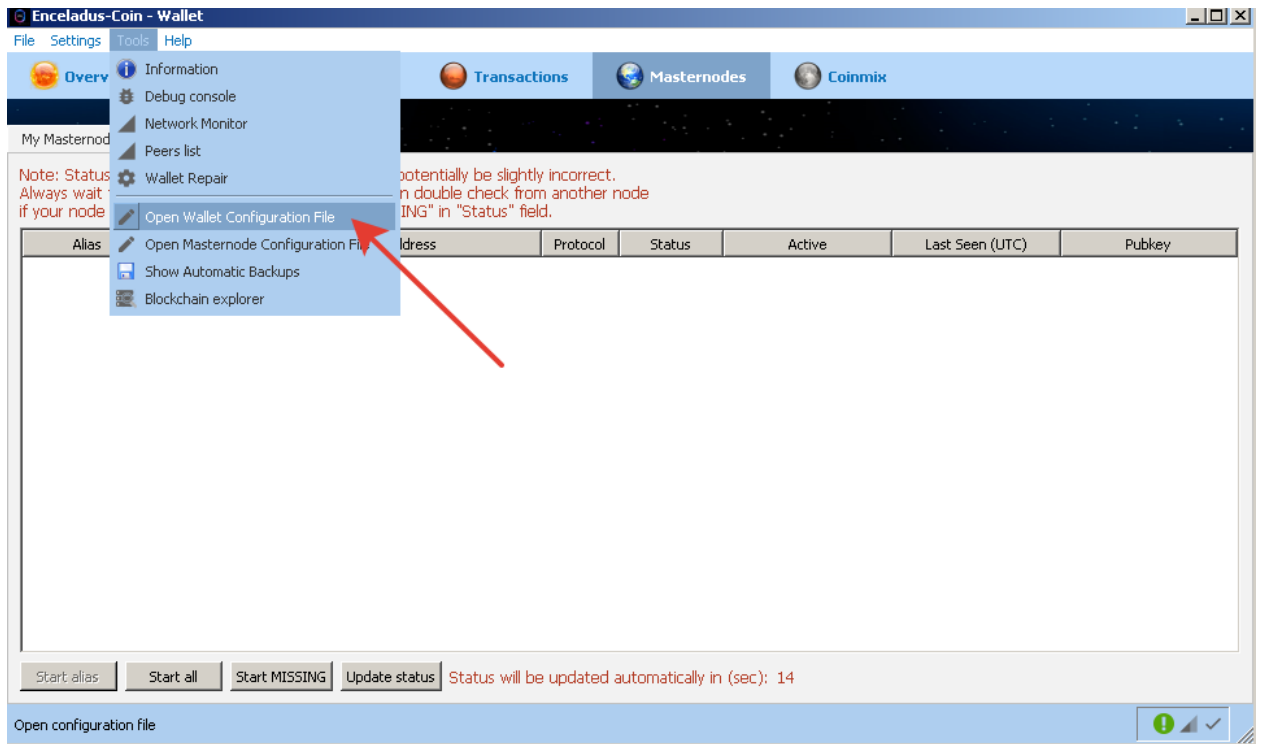 Enceladus-Coin - Wallet
File Settings Tools Help
Overv Transactions Masternodes Coinmix
Information
Debug console
Network Monitor
Peers list
Wallet Repair
Open Wallet Configuration File
Open Masternode Configuration File
Show Automatic Backups
Blockchain explorer
My Masternod
Note: Status potentially be slightly incorrect.
Always wait n double check from another node
if your node ING" in "Status" field.
Alias ddress Protocol Status Active Last Seen (UTC) Pubkey
Start alias Start all Start MISSING Update status Status will be updated automatically in (sec): 14
Open configuration file